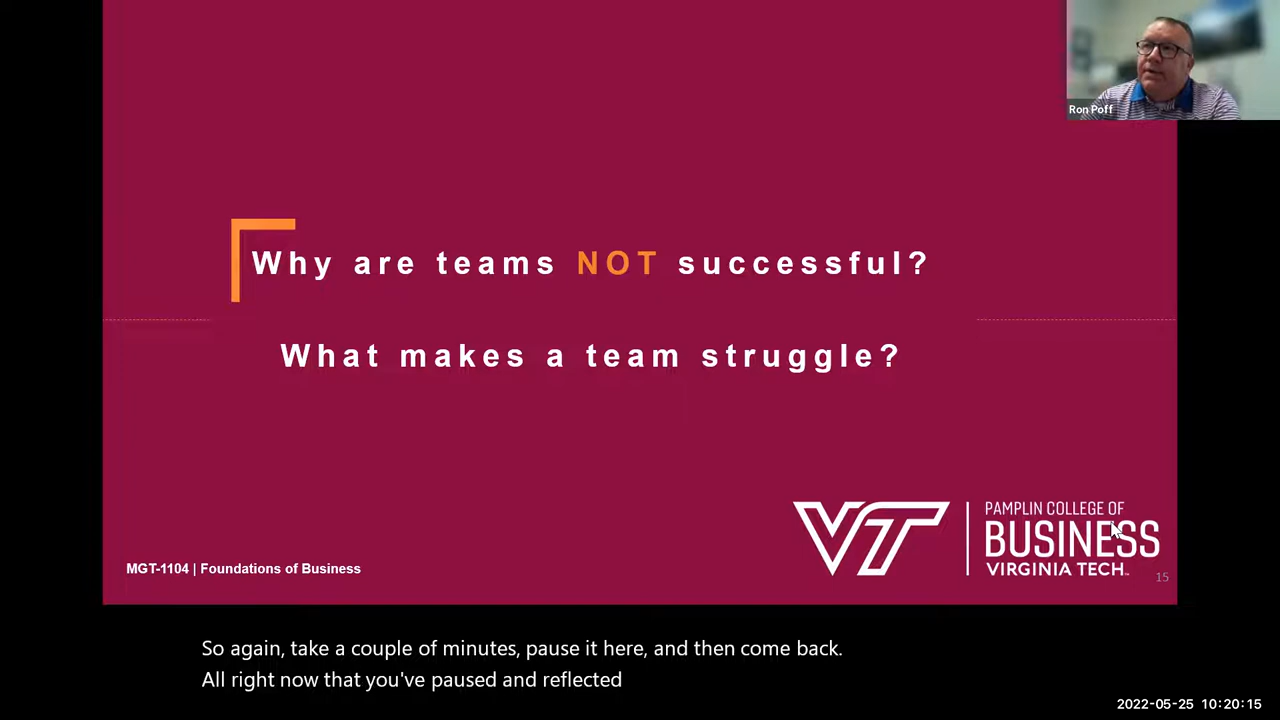 Ron Poff
Why are teams NOT successful?
What makes a team struggle?
VT
PAMPLIN COLLEGE OF
BUSINESS
VIRGINIA TECH™
MGT-1104 | Foundations of Business
15
So again, take a couple of minutes, pause it here, and then come back.
All right now that you've paused and reflected
2022-05-25 10:20:15